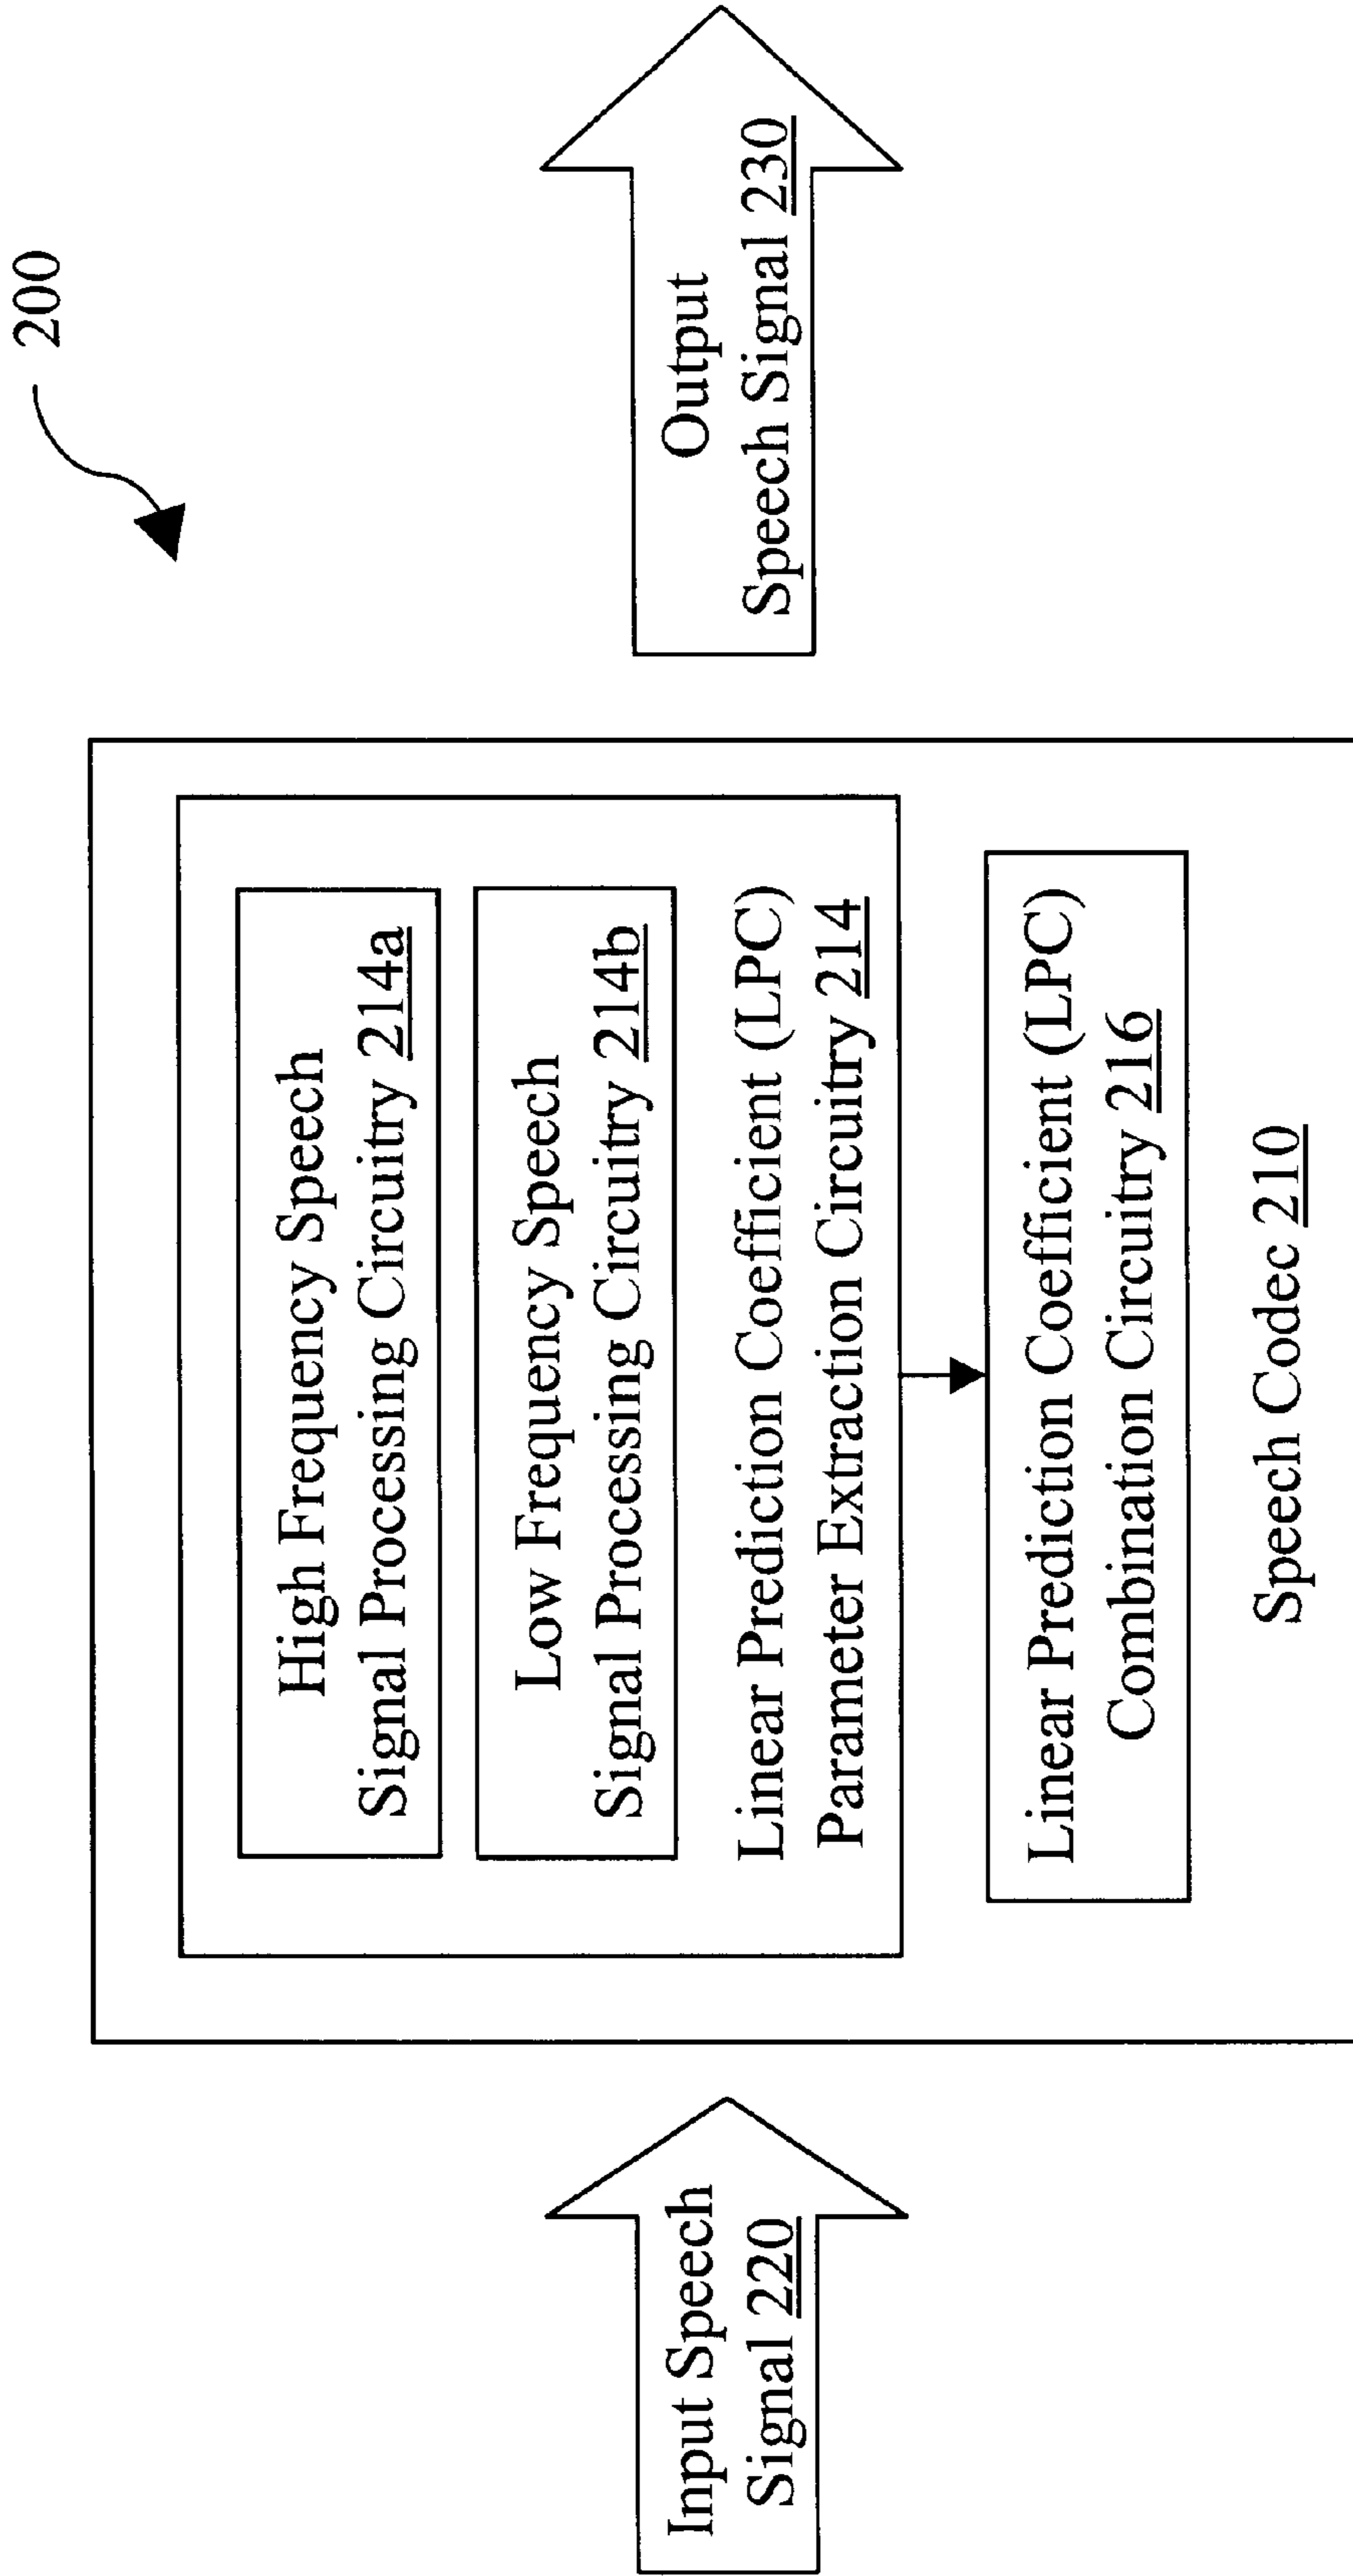 200
Input Speech
Signal 220
High Frequency Speech
Signal Processing Circuitry 214a
Low Frequency Speech
Signal Processing Circuitry 214b
Linear Prediction Coefficient (LPC)
Parameter Extraction Circuitry 214
Linear Prediction Coefficient (LPC)
Combination Circuitry 216
Speech Codec 210
Output
Speech Signal 230